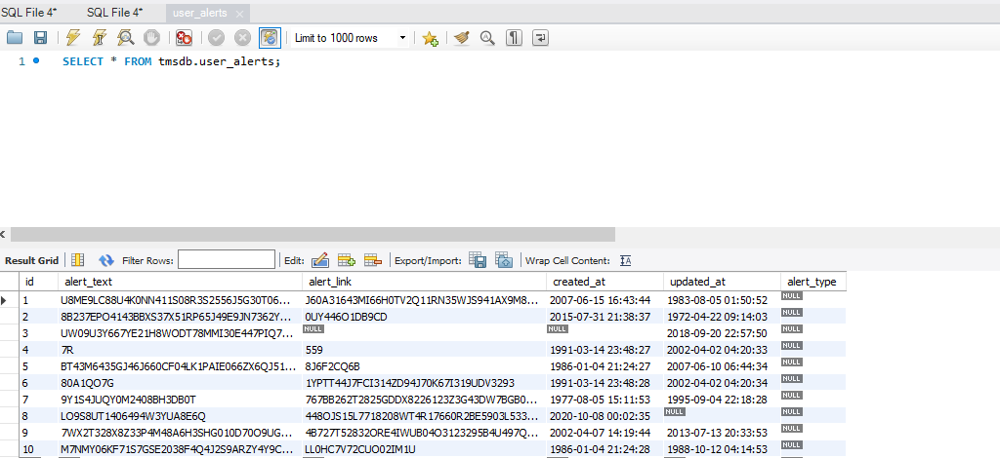 SQL File 4* SQL File 4* user_alerts
Limit to 1000 rows
1 SELECT * FROM tmsdb.user_alerts;
Result Grid Filter Rows: Edit: Export/Import: Wrap Cell Content:
id alert_text alert_link created_at updated_at alert_type
1 U8ME9LC88U4K0NN411S08R3S2556J5G30T06... J60A31643MI66H0TV2Q11RN35WJS941AX9M8... 2007-06-15 16:43:44 1983-08-05 01:50:52 NULL
2 8B237EPO4143BBXS37X51RP65J49E9JN7362Y... 0UY446O1DB9CD 2015-07-31 21:38:37 1972-04-22 09:14:03 NULL
3 UW09U3Y667YE21H8WODT78MMI30E447PIQ7... NULL NULL 2018-09-20 22:57:50 NULL
4 7R 559 1991-03-14 23:48:27 2002-04-02 04:20:33 NULL
5 BT43M6435GJ46J660CF04LK1PAIE066ZX6QJ51... 8J6F2CQ6B 1986-01-04 21:24:27 2007-06-10 06:44:34 NULL
6 80A1QO7G 1YPTT44J7FCI314ZD94J70K67I319UDV3293 1991-03-14 23:48:28 2002-04-02 04:20:34 NULL
7 9Y1S4JUQY0M2408BH3DB0T 767BB262T2825GDDX8226123Z3G43DW7BGB0... 1977-08-05 15:11:53 1995-09-04 22:18:28 NULL
8 LO9S8UT1406494W3YUA8E6Q 448OJS15L7718208WT4R17660R2BE5903L533... 2020-10-08 00:02:35 NULL NULL
9 7WX2T328X8Z33P4M48A6H3SHG010D70O9UG... 4B727T52832ORE4IWUB04O3123295B4U497Q... 2002-04-07 14:19:44 2013-07-13 20:33:53 NULL
10 M7NMY06KF71S7GSE2038F4Q4J2S9ARZY4Y9C... LL0HC7V72CUO02IM1U 1986-01-04 21:24:28 1988-10-12 04:14:53 NULL